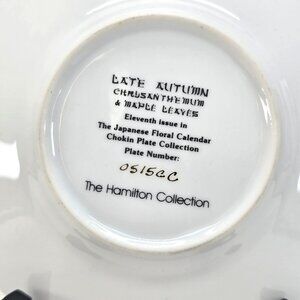 LATE AUTUMN
CHRYSANTHEMUM
& MAPLE LEAVES
Eleventh issue in
The Japanese Floral Calendar
Chokin Plate Collection
Plate Number:
0515GC
The Hamilton Collection